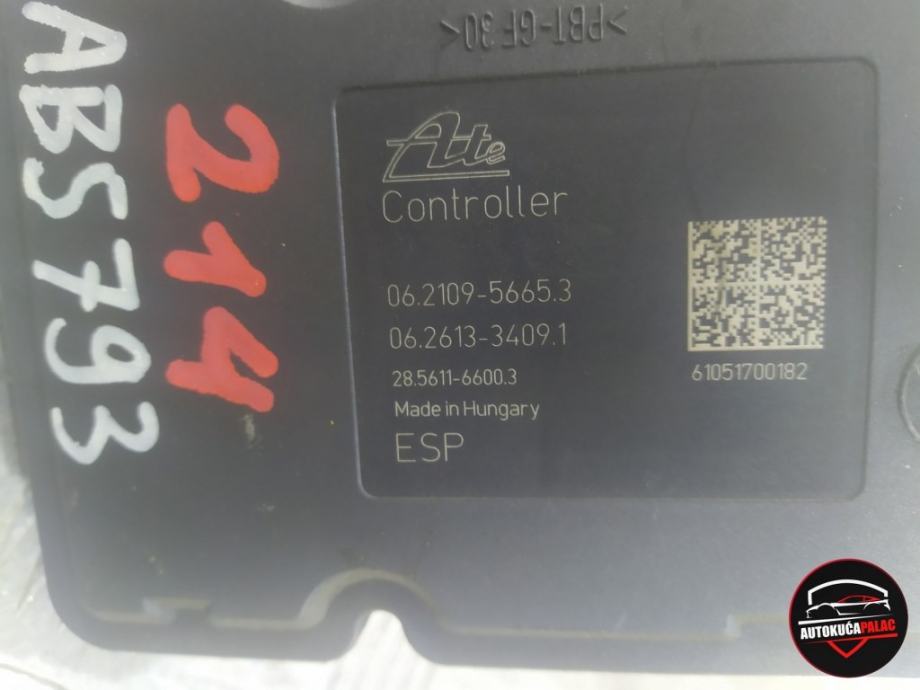 >PBT-GF30<
ABS793
214
Ate
Controller
06.2109-5665.3
06.2613-3409.1
28.5611-6600.3
Made in Hungary
ESP
61051700182
AUTOKUĆAPALAC